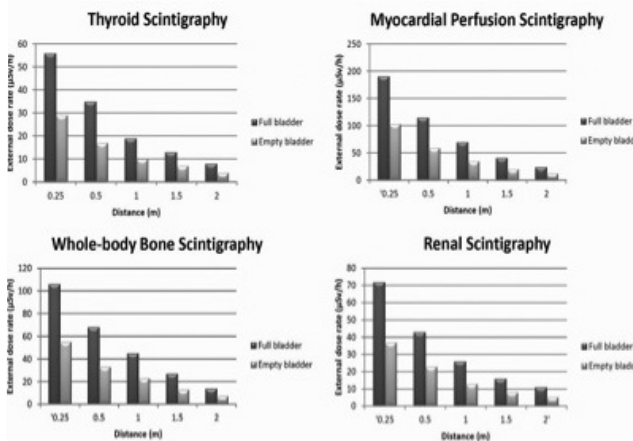 Thyroid Scintigraphy
External dose rate (µSv/h)
60
50
40
30
20
10
0
'0.25 0.5 1 1.5 2
Distance (m)
Full bladder
Empty bladder
Myocardial Perfusion Scintigraphy
External dose rate (µSv/h)
250
200
150
100
50
0
'0.25 0.5 1 1.5 2
Distance (m)
Full bladder
Empty bladder
Whole-body Bone Scintigraphy
External dose rate (µSv/h)
120
100
80
60
40
20
0
'0.25 0.5 1 1.5 2
Distance (m)
Full bladder
Empty bladder
Renal Scintigraphy
External dose rate (µSv/h)
80
70
60
50
40
30
20
10
0
'0.25 0.5 1 1.5 2'
Distance (m)
Full bladder
Empty bladder